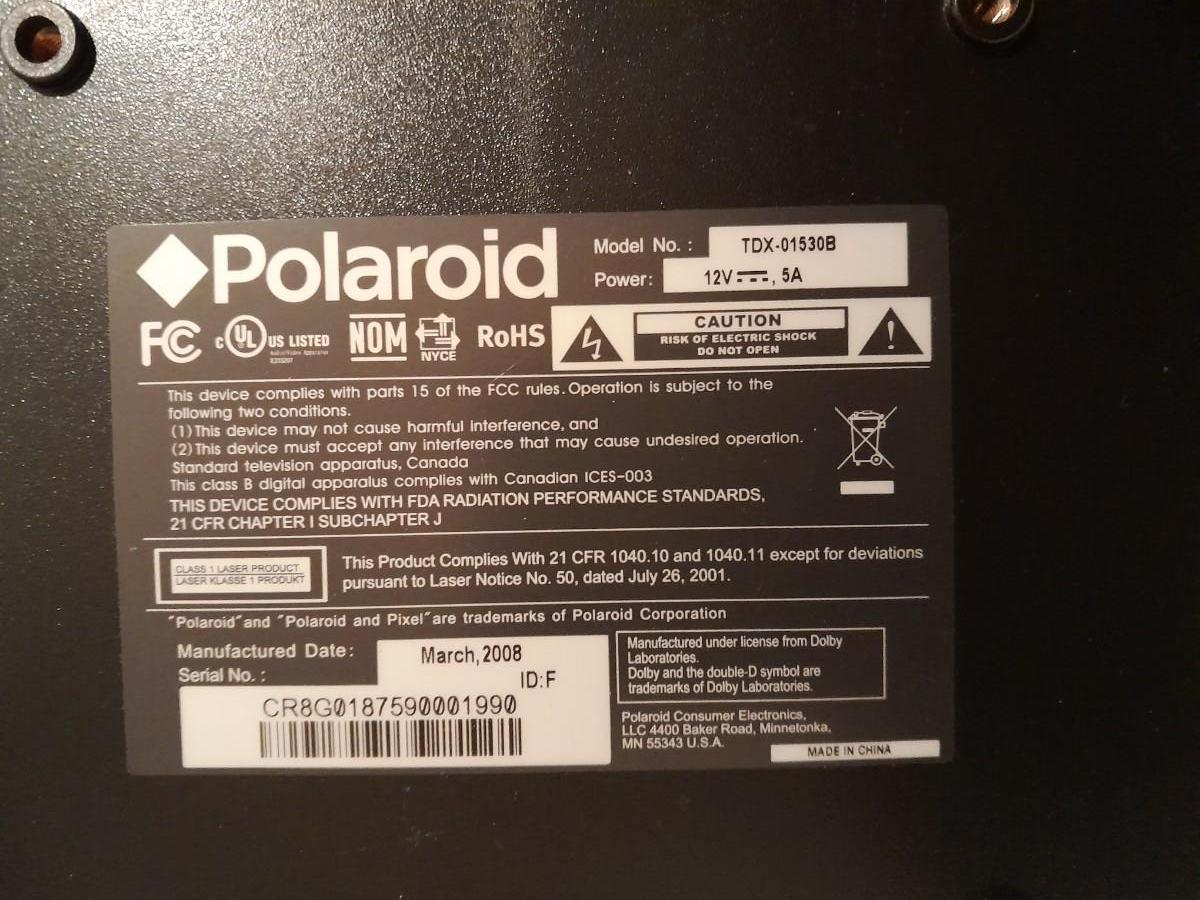 Polaroid
Model No. : TDX-01530B
Power: 12V, 5A
FC c UL US LISTED NOM NYCE RoHS
CAUTION
RISK OF ELECTRIC SHOCK
DO NOT OPEN
This device complies with parts 15 of the FCC rules. Operation is subject to the
following two conditions.
(1) This device may not cause harmful interference, and
(2) This device must accept any interference that may cause undesired operation.
Standard television apparatus, Canada
This class B digital apparalus complies with Canadian ICES-003
THIS DEVICE COMPLIES WITH FDA RADIATION PERFORMANCE STANDARDS,
21 CFR CHAPTER I SUBCHAPTER J
CLASS 1 LASER PRODUCT
LASER KLASSE 1 PRODUKT
This Product Complies With 21 CFR 1040.10 and 1040.11 except for deviations
pursuant to Laser Notice No. 50, dated July 26, 2001.
"Polaroid" and "Polaroid and Pixel" are trademarks of Polaroid Corporation
Manufactured Date: March, 2008
Serial No. : ID:F
CR8G0187590001990
Manufactured under license from Dolby
Laboratories.
Dolby and the double-D symbol are
trademarks of Dolby Laboratories.
Polaroid Consumer Electronics,
LLC 4400 Baker Road, Minnetonka,
MN 55343 U.S.A.
MADE IN CHINA